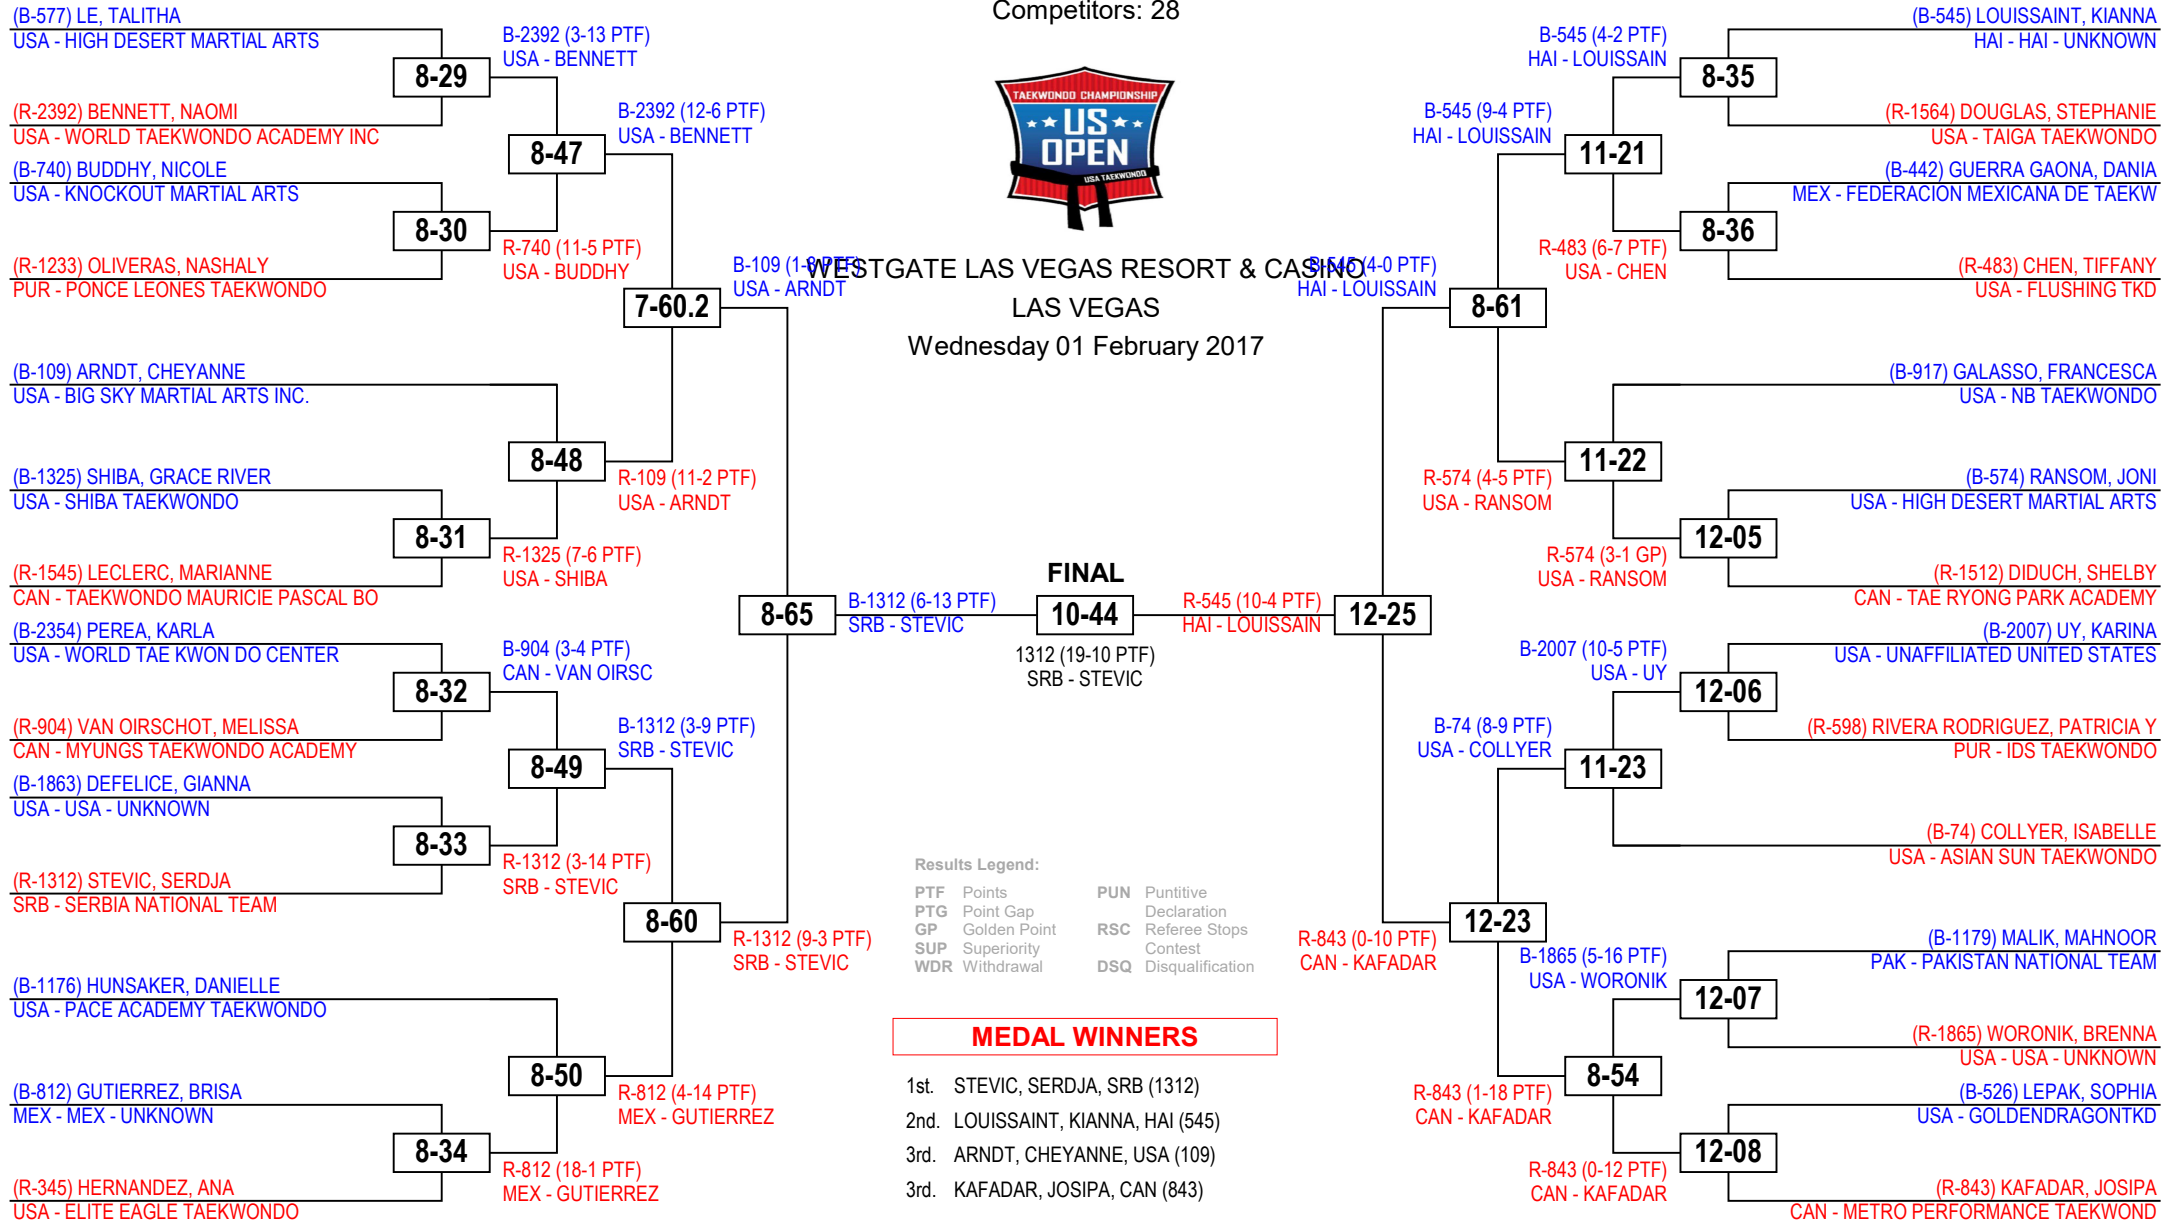 Competitors: 28
TAEKWONDO CHAMPIONSHIP
US
OPEN
USA TAEKWONDO
WESTGATE LAS VEGAS RESORT & CASINO
LAS VEGAS
Wednesday 01 February 2017
(B-577) LE, TALITHA
USA - HIGH DESERT MARTIAL ARTS
8-29
(R-2392) BENNETT, NAOMI
USA - WORLD TAEKWONDO ACADEMY INC
(B-740) BUDDHY, NICOLE
USA - KNOCKOUT MARTIAL ARTS
8-30
(R-1233) OLIVERAS, NASHALY
PUR - PONCE LEONES TAEKWONDO
(B-109) ARNDT, CHEYANNE
USA - BIG SKY MARTIAL ARTS INC.
(B-1325) SHIBA, GRACE RIVER
USA - SHIBA TAEKWONDO
8-31
(R-1545) LECLERC, MARIANNE
CAN - TAEKWONDO MAURICIE PASCAL BO
(B-2354) PEREA, KARLA
USA - WORLD TAE KWON DO CENTER
8-32
(R-904) VAN OIRSCHOT, MELISSA
CAN - MYUNGS TAEKWONDO ACADEMY
(B-1863) DEFELICE, GIANNA
USA - USA - UNKNOWN
8-33
(R-1312) STEVIC, SERDJA
SRB - SERBIA NATIONAL TEAM
(B-1176) HUNSAKER, DANIELLE
USA - PACE ACADEMY TAEKWONDO
(B-812) GUTIERREZ, BRISA
MEX - MEX - UNKNOWN
8-34
(R-345) HERNANDEZ, ANA
USA - ELITE EAGLE TAEKWONDO
B-2392 (3-13 PTF)
USA - BENNETT
8-47
R-740 (11-5 PTF)
USA - BUDDHY
8-48
R-1325 (7-6 PTF)
USA - SHIBA
B-904 (3-4 PTF)
CAN - VAN OIRSC
8-49
R-1312 (3-14 PTF)
SRB - STEVIC
8-50
R-812 (18-1 PTF)
MEX - GUTIERREZ
B-2392 (12-6 PTF)
USA - BENNETT
7-60.2
R-109 (11-2 PTF)
USA - ARNDT
B-1312 (3-9 PTF)
SRB - STEVIC
8-60
R-812 (4-14 PTF)
MEX - GUTIERREZ
B-109 (1-8 PTF)
USA - ARNDT
8-65
R-1312 (9-3 PTF)
SRB - STEVIC
B-1312 (6-13 PTF)
SRB - STEVIC
FINAL
10-44
1312 (19-10 PTF)
SRB - STEVIC
R-545 (10-4 PTF)
HAI - LOUISSAIN
12-25
B-545 (4-0 PTF)
HAI - LOUISSAIN
8-61
R-843 (0-10 PTF)
CAN - KAFADAR
12-23
B-545 (9-4 PTF)
HAI - LOUISSAIN
11-21
R-574 (4-5 PTF)
USA - RANSOM
11-22
B-74 (8-9 PTF)
USA - COLLYER
11-23
R-843 (1-18 PTF)
CAN - KAFADAR
8-54
B-545 (4-2 PTF)
HAI - LOUISSAIN
R-483 (6-7 PTF)
USA - CHEN
R-574 (3-1 GP)
USA - RANSOM
B-2007 (10-5 PTF)
USA - UY
B-1865 (5-16 PTF)
USA - WORONIK
R-843 (0-12 PTF)
CAN - KAFADAR
(B-545) LOUISSAINT, KIANNA
HAI - HAI - UNKNOWN
8-35
(R-1564) DOUGLAS, STEPHANIE
USA - TAIGA TAEKWONDO
(B-442) GUERRA GAONA, DANIA
MEX - FEDERACION MEXICANA DE TAEKW
8-36
(R-483) CHEN, TIFFANY
USA - FLUSHING TKD
(B-917) GALASSO, FRANCESCA
USA - NB TAEKWONDO
(B-574) RANSOM, JONI
USA - HIGH DESERT MARTIAL ARTS
12-05
(R-1512) DIDUCH, SHELBY
CAN - TAE RYONG PARK ACADEMY
(B-2007) UY, KARINA
USA - UNAFFILIATED UNITED STATES
12-06
(R-598) RIVERA RODRIGUEZ, PATRICIA Y
PUR - IDS TAEKWONDO
(B-74) COLLYER, ISABELLE
USA - ASIAN SUN TAEKWONDO
(B-1179) MALIK, MAHNOOR
PAK - PAKISTAN NATIONAL TEAM
12-07
(R-1865) WORONIK, BRENNA
USA - USA - UNKNOWN
(B-526) LEPAK, SOPHIA
USA - GOLDENDRAGONTKD
12-08
(R-843) KAFADAR, JOSIPA
CAN - METRO PERFORMANCE TAEKWOND
Results Legend:
PTF Points
PTG Point Gap
GP Golden Point
SUP Superiority
WDR Withdrawal
PUN Puntitive
Declaration
RSC Referee Stops
Contest
DSQ Disqualification
MEDAL WINNERS
1st. STEVIC, SERDJA, SRB (1312)
2nd. LOUISSAINT, KIANNA, HAI (545)
3rd. ARNDT, CHEYANNE, USA (109)
3rd. KAFADAR, JOSIPA, CAN (843)